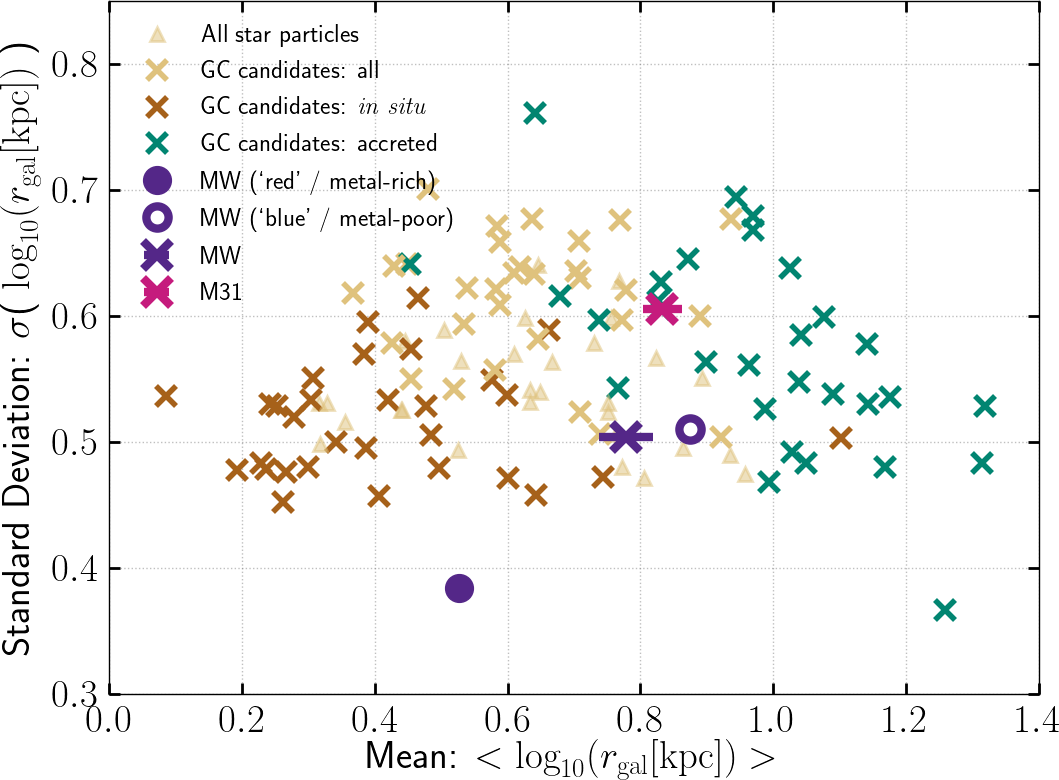 All star particles
GC candidates: all
GC candidates: in situ
GC candidates: accreted
MW (‘red’ / metal-rich)
MW (‘blue’ / metal-poor)
MW
M31
Standard Deviation: σ( log₁₀(r_gal[kpc]) )
0.8
0.7
0.6
0.5
0.4
0.3
0.0 0.2 0.4 0.6 0.8 1.0 1.2 1.4
Mean: < log₁₀(r_gal[kpc]) >